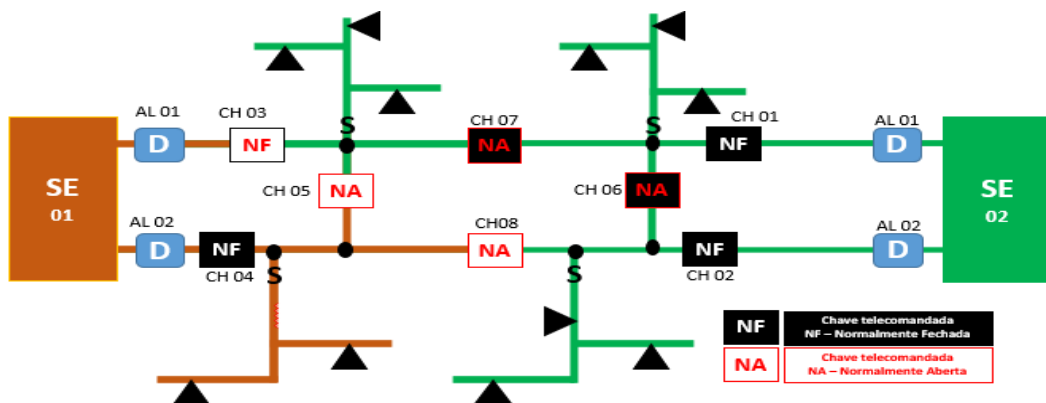 AL 01
CH 03
CH 07
CH 01
AL 01
D
NF
S
NA
S
NF
D
SE
01
CH 05
NA
CH 06
NA
SE
02
AL 02
CH08
AL 02
D
NF
NA
NF
D
CH 04
S
S
CH 02
NF
Chave telecomandada
NF – Normalmente Fechada
NA
Chave telecomandada
NA – Normalmente Aberta